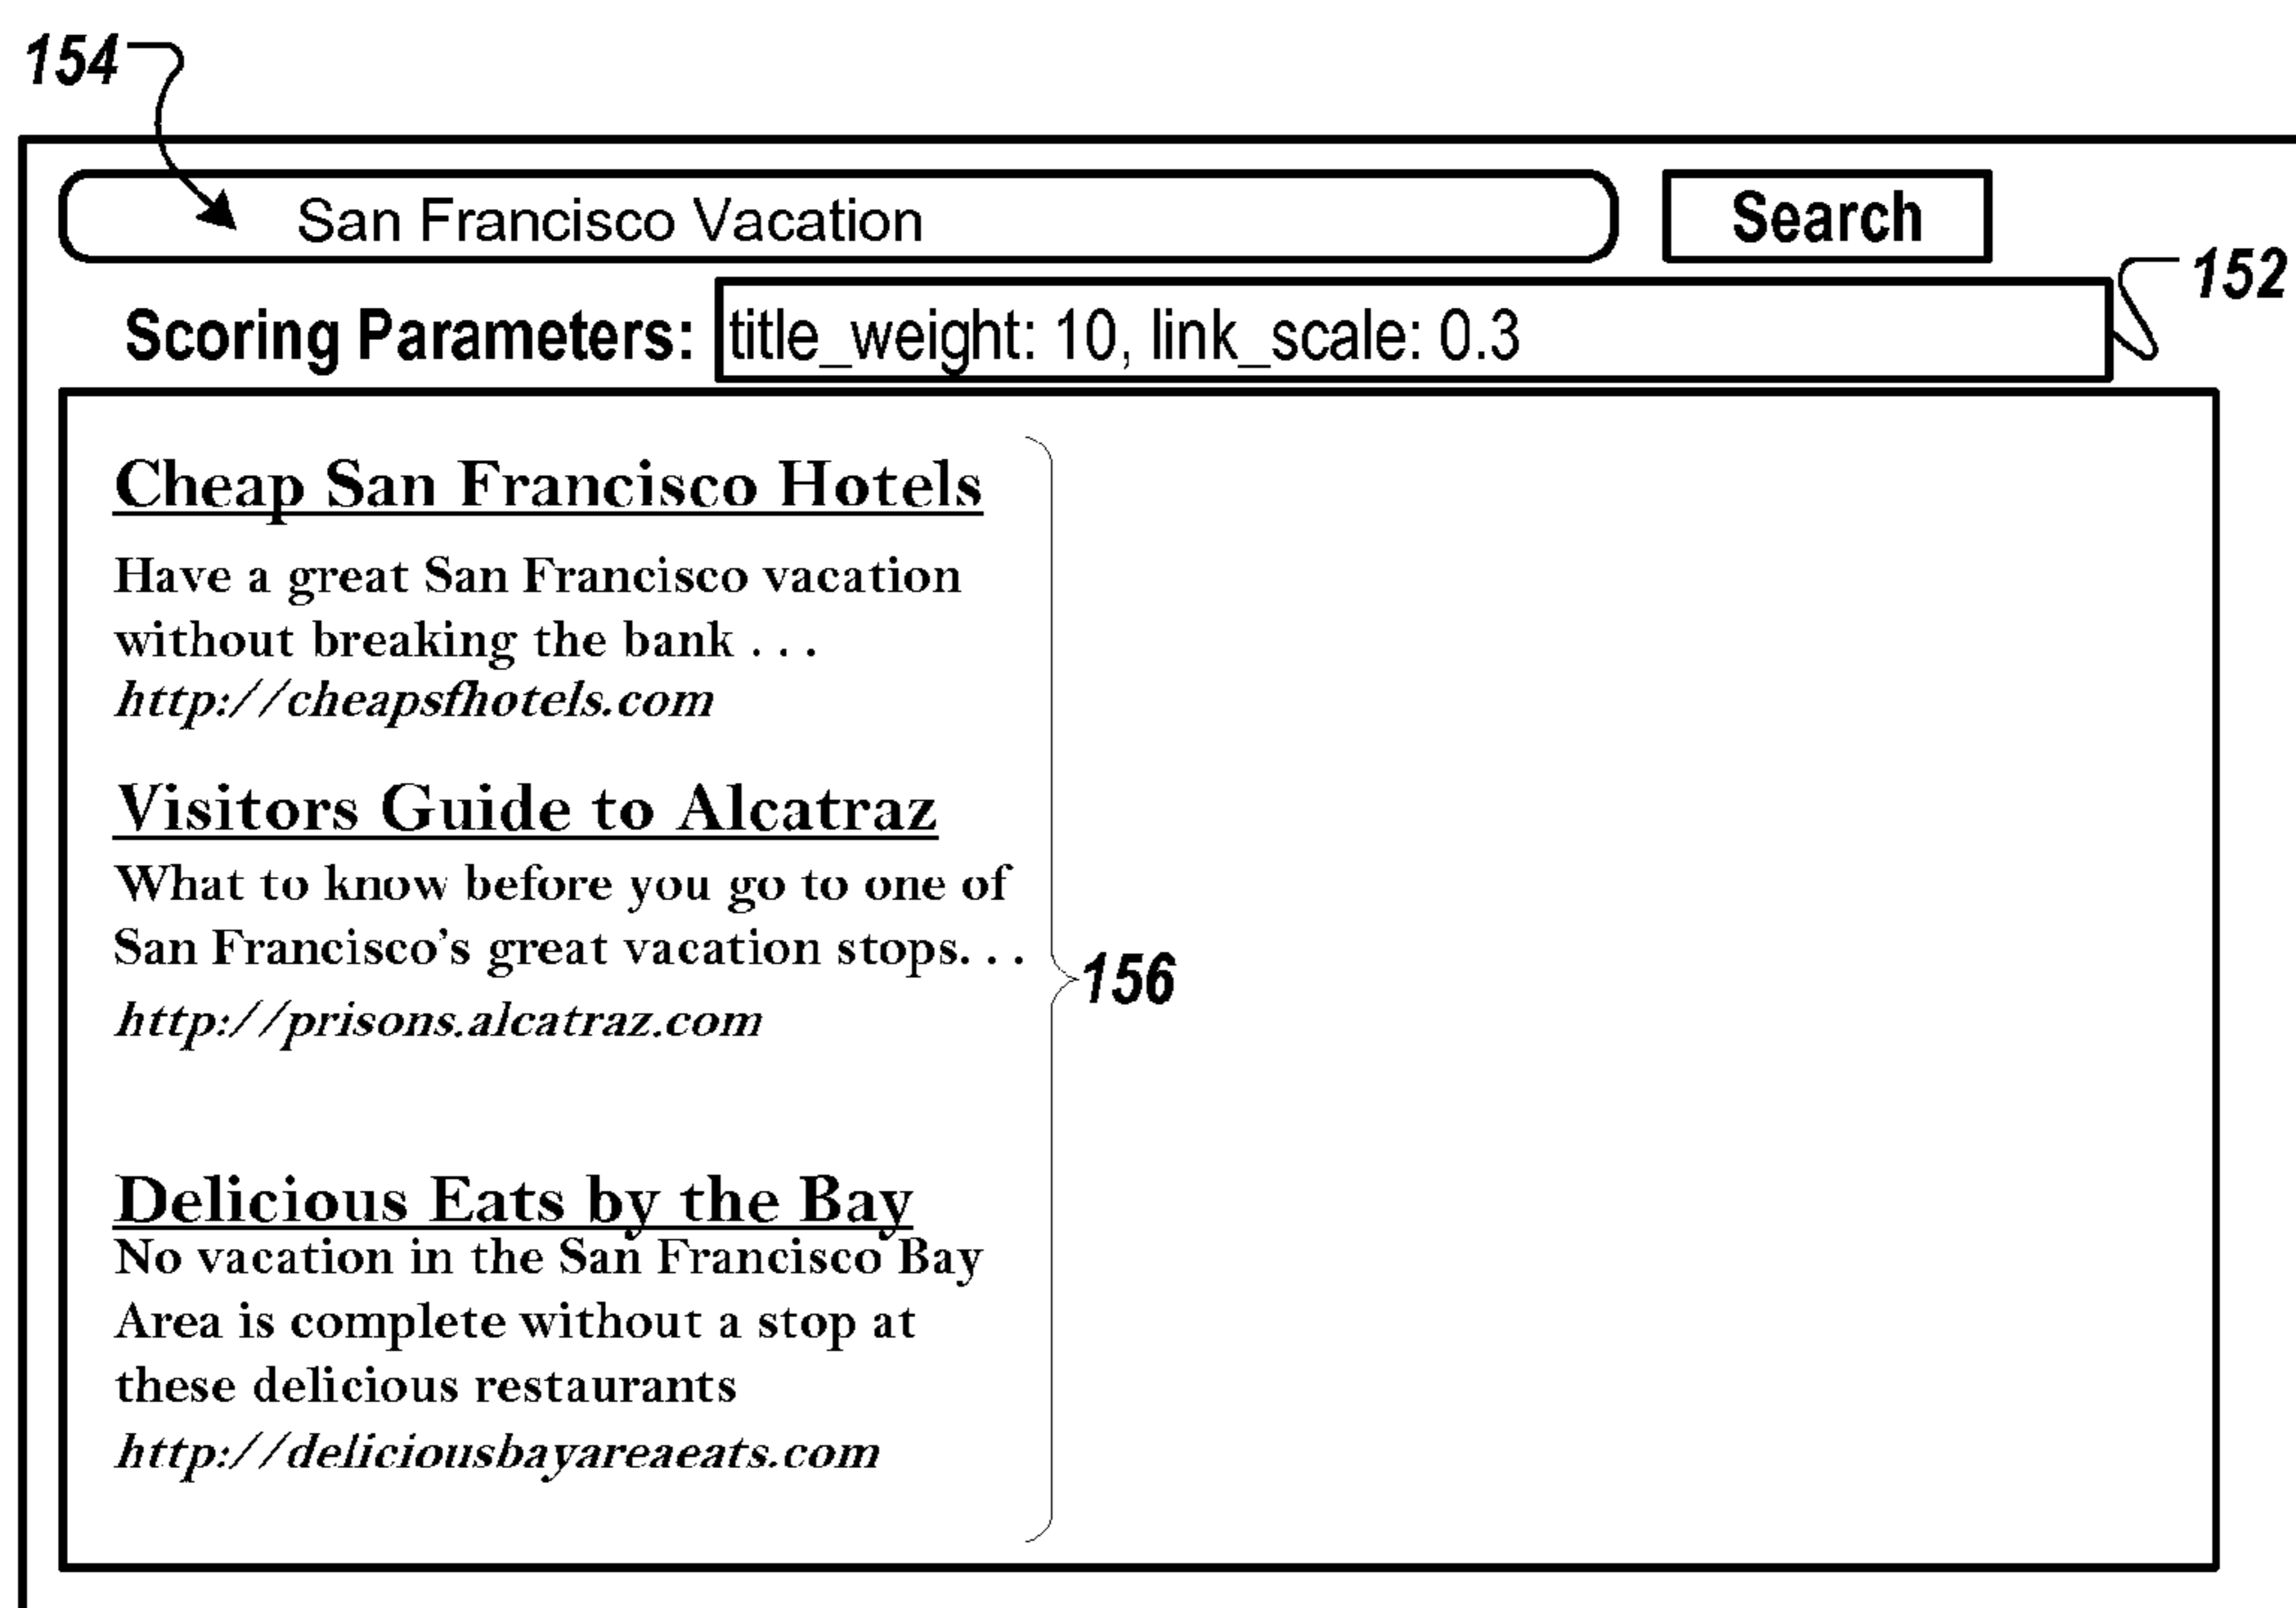 154
San Francisco Vacation
Search
152
Scoring Parameters: title_weight: 10, link_scale: 0.3
Cheap San Francisco Hotels
Have a great San Francisco vacation
without breaking the bank . . .
http://cheapsfhotels.com
Visitors Guide to Alcatraz
What to know before you go to one of
San Francisco's great vacation stops. . .
156
http://prisons.alcatraz.com
Delicious Eats by the Bay
No vacation in the San Francisco Bay
Area is complete without a stop at
these delicious restaurants
http://deliciousbayareaeats.com